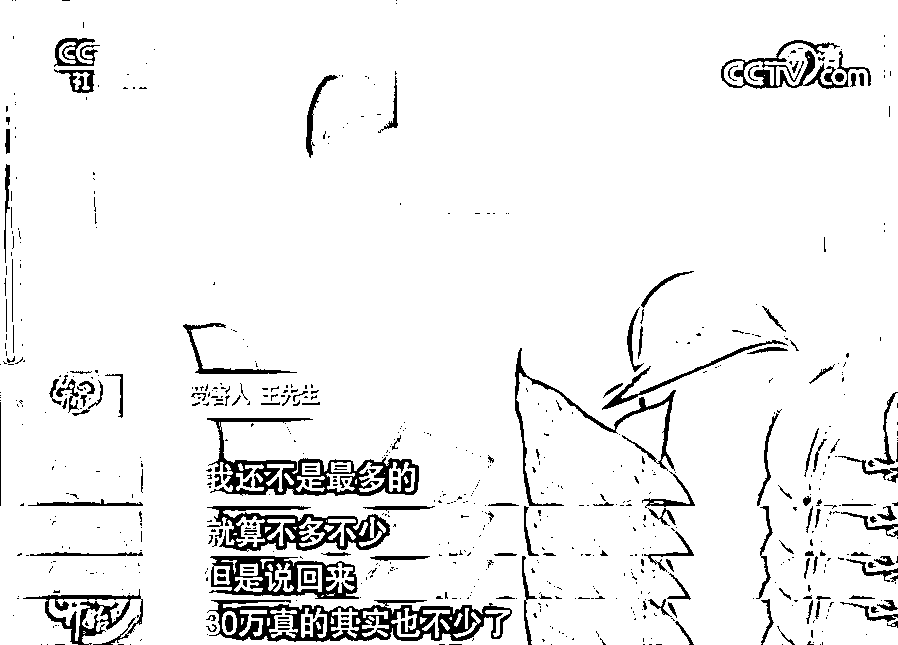 CC
CCTV.com
受害人 王先生
我还不是最多的
就算不多不少
但是说回来
30万真的其实也不少了